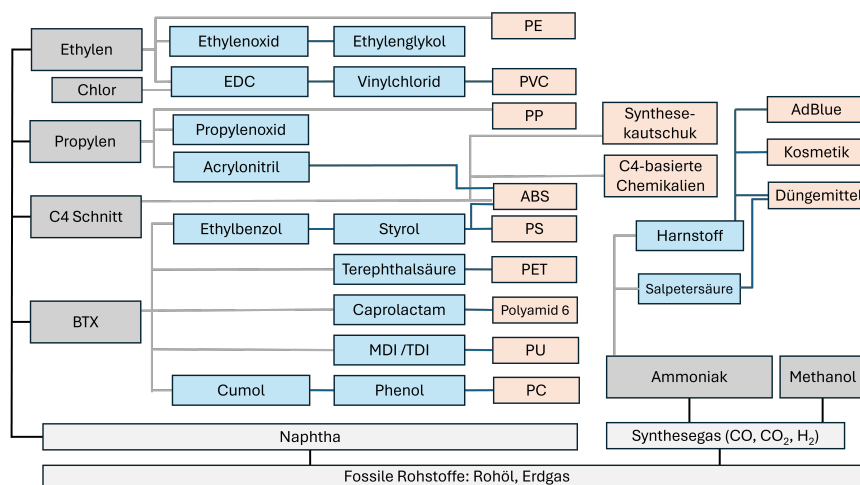 Ethylen
Chlor
Ethylenoxid
Ethylenglykol
PE
EDC
Vinylchlorid
PVC
Propylen
Propylenoxid
PP
Acrylonitril
Synthese-
kautschuk
C4-basierte
Chemikalien
AdBlue
Kosmetik
Düngemittel
C4 Schnitt
ABS
Ethylbenzol
Styrol
PS
Harnstoff
Terephthalsäure
PET
Salpetersäure
BTX
Caprolactam
Polyamid 6
MDI /TDI
PU
Cumol
Phenol
PC
Ammoniak
Methanol
Naphtha
Synthesegas (CO, CO₂, H₂)
Fossile Rohstoffe: Rohöl, Erdgas